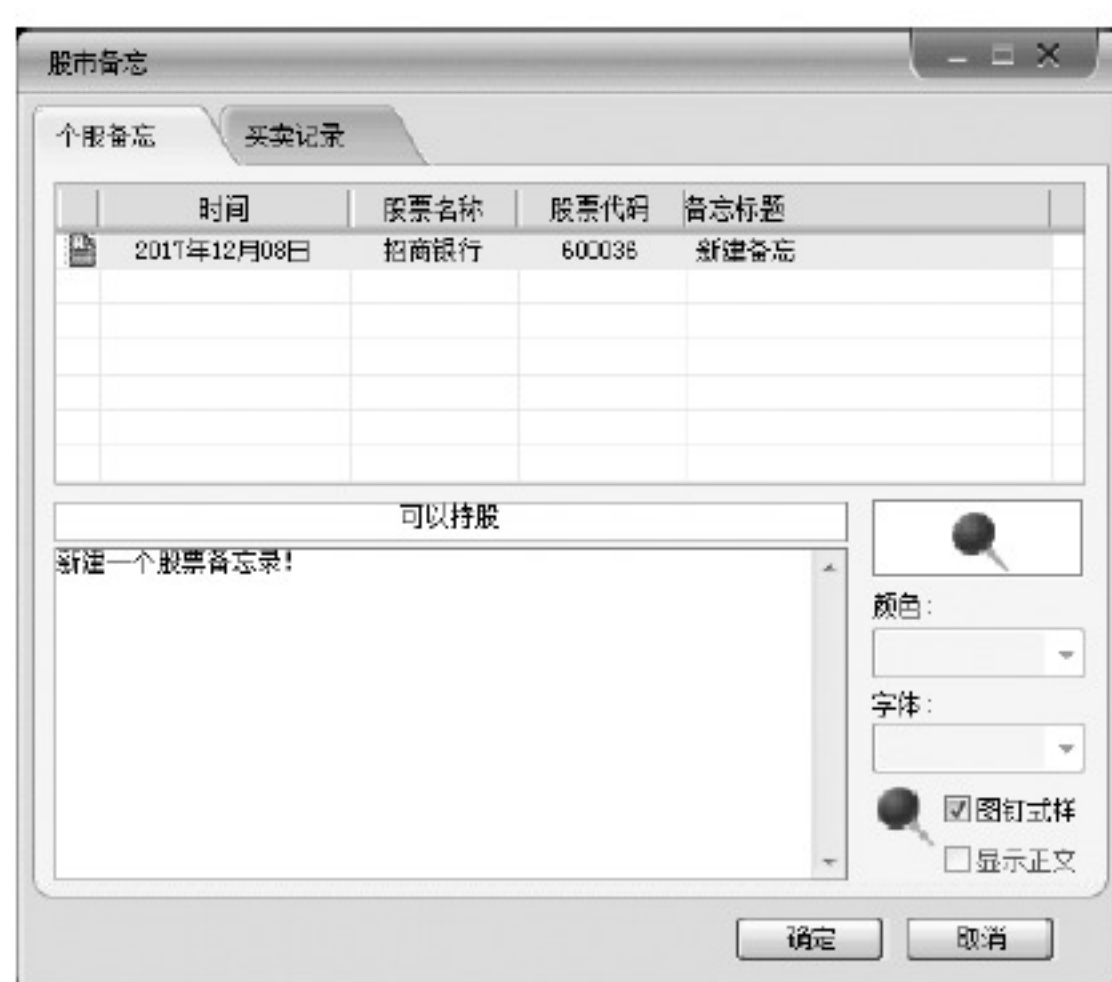 股市备忘
个股备忘 买卖记录
时间 股票名称 股票代码 备忘标题
2017年12月08日 招商银行 600036 新建备忘
可以持股
新建一个股票备忘录!
颜色:
字体:
图钉式样
显示正文
确定 取消